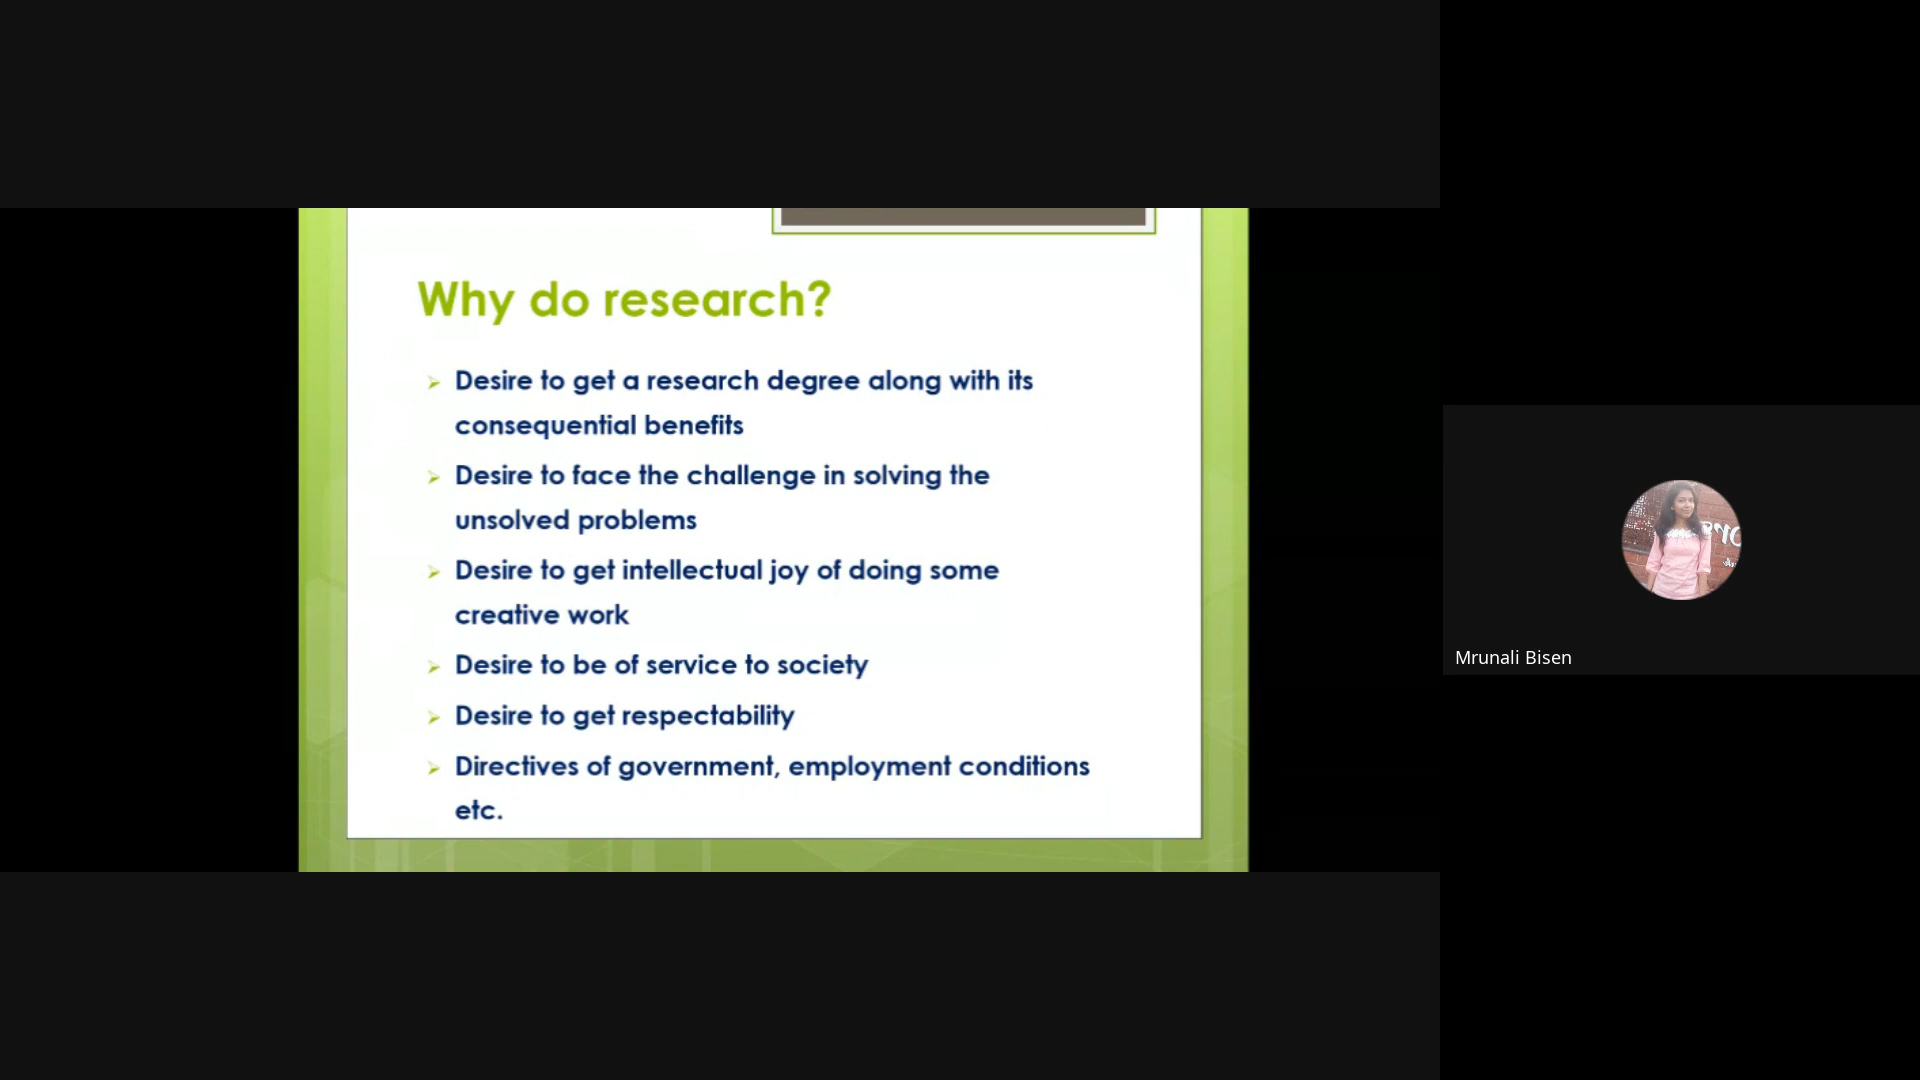 Why do research?
Desire to get a research degree along with its
consequential benefits
Desire to face the challenge in solving the
unsolved problems
Desire to get intellectual joy of doing some
creative work
Desire to be of service to society
Desire to get respectability
Directives of government, employment conditions
etc.
Mrunali Bisen